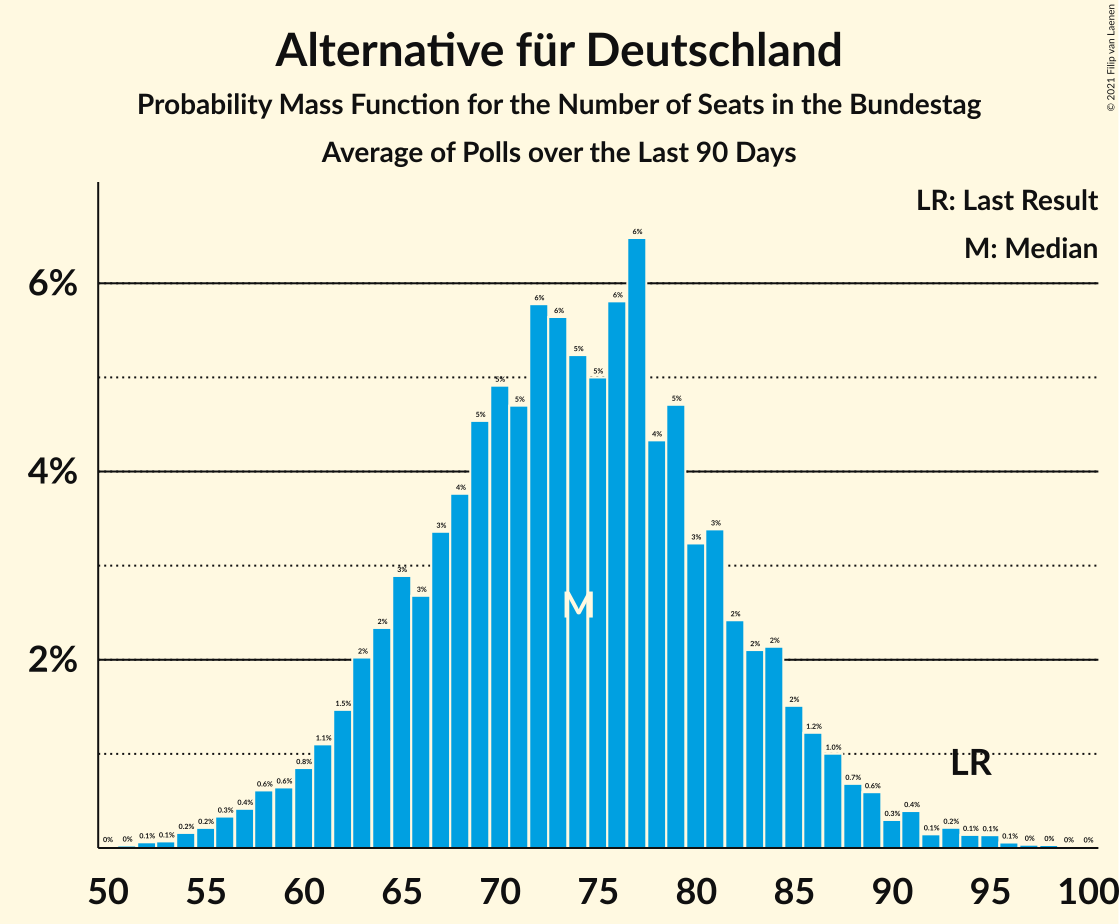 Alternative für Deutschland
Probability Mass Function for the Number of Seats in the Bundestag
Average of Polls over the Last 90 Days
© 2021 Filip van Laenen
LR: Last Result
M: Median
6%
4%
2%
0% 0% 0.1% 0.1% 0.2% 0.2% 0.3% 0.4% 0.6% 0.6% 0.8% 1.1% 1.5% 2% 2% 3% 3% 3% 4% 5% 5% 5% 6% 6% 5% 5% 6% 6% 4% 5% 3% 3% 2% 2% 2% 2% 1.2% 1.0% 0.7% 0.6% 0.3% 0.4% 0.1% 0.2% 0.1% 0.1% 0.1% 0% 0% 0% 0%
M
LR
50 55 60 65 70 75 80 85 90 95 100